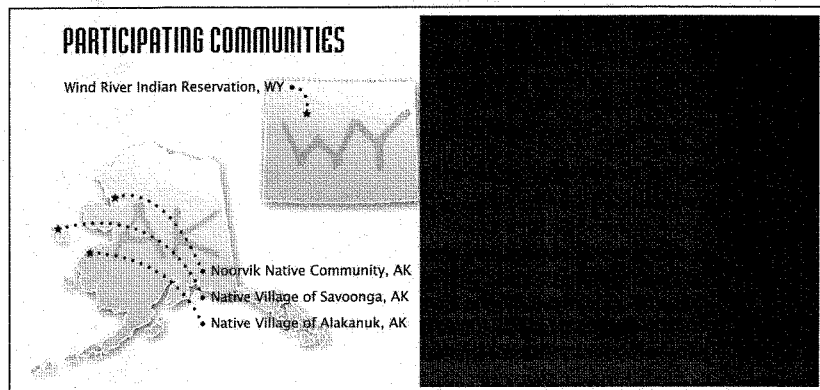 PARTICIPATING COMMUNITIES
Wind River Indian Reservation, WY
Noorvik Native Community, AK
Native Village of Savoonga, AK
Native Village of Alakanuk, AK